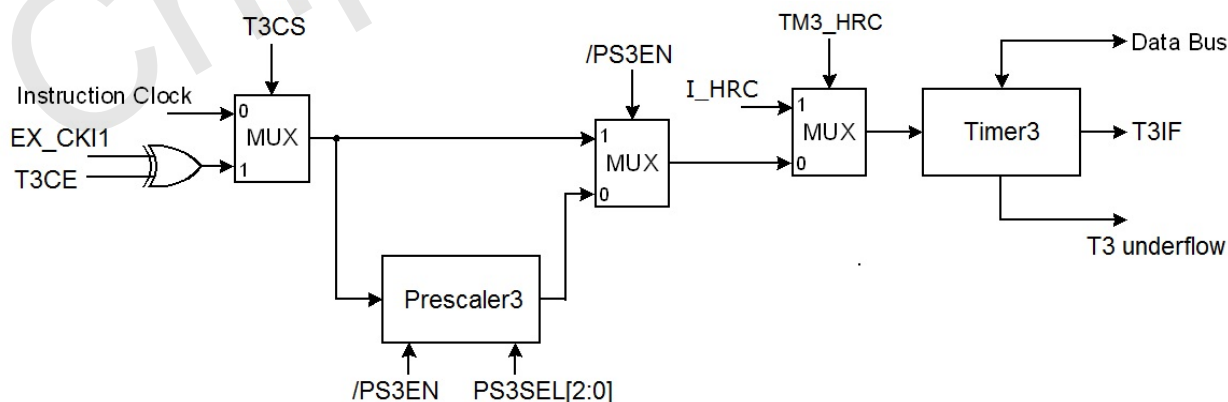 T3CS
TM3_HRC
/PS3EN
Data Bus
Instruction Clock
0
I_HRC
1
EX_CKI1
MUX
1
MUX
Timer3
T3IF
T3CE
1
MUX
0
0
T3 underflow
Prescaler3
/PS3EN
PS3SEL[2:0]